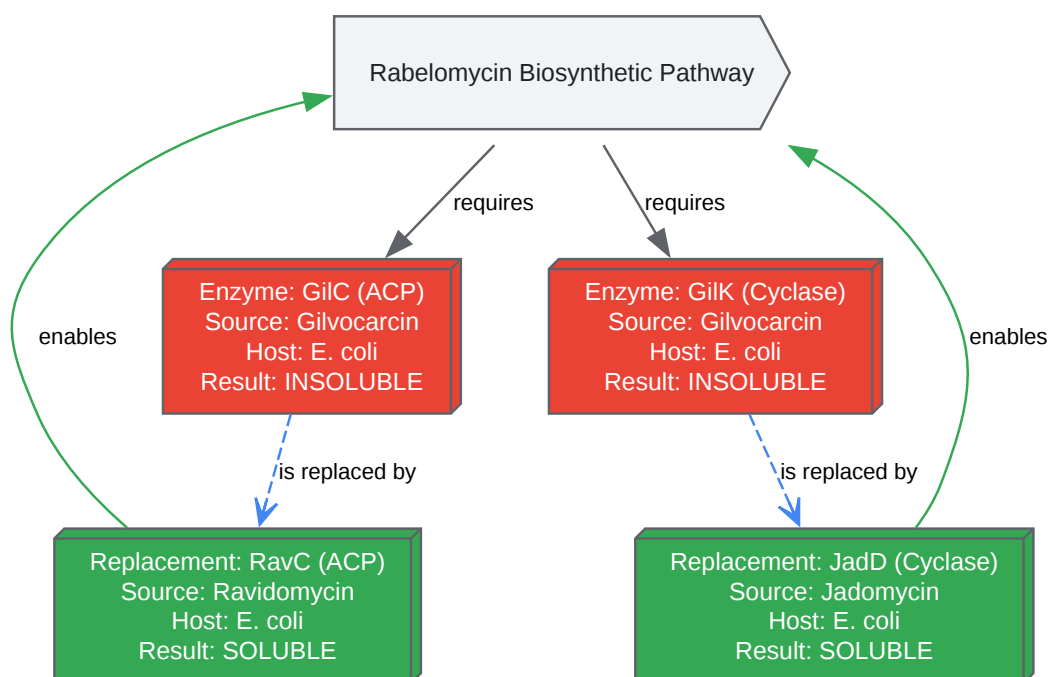 Rabelomycin Biosynthetic Pathway
requires
requires
Enzyme: GilC (ACP)
Source: Gilvocarcin
Host: E. coli
Result: INSOLUBLE
Enzyme: GilK (Cyclase)
Source: Gilvocarcin
Host: E. coli
Result: INSOLUBLE
enables
enables
is replaced by
is replaced by
Replacement: RavC (ACP)
Source: Ravidomycin
Host: E. coli
Result: SOLUBLE
Replacement: JadD (Cyclase)
Source: Jadomycin
Host: E. coli
Result: SOLUBLE